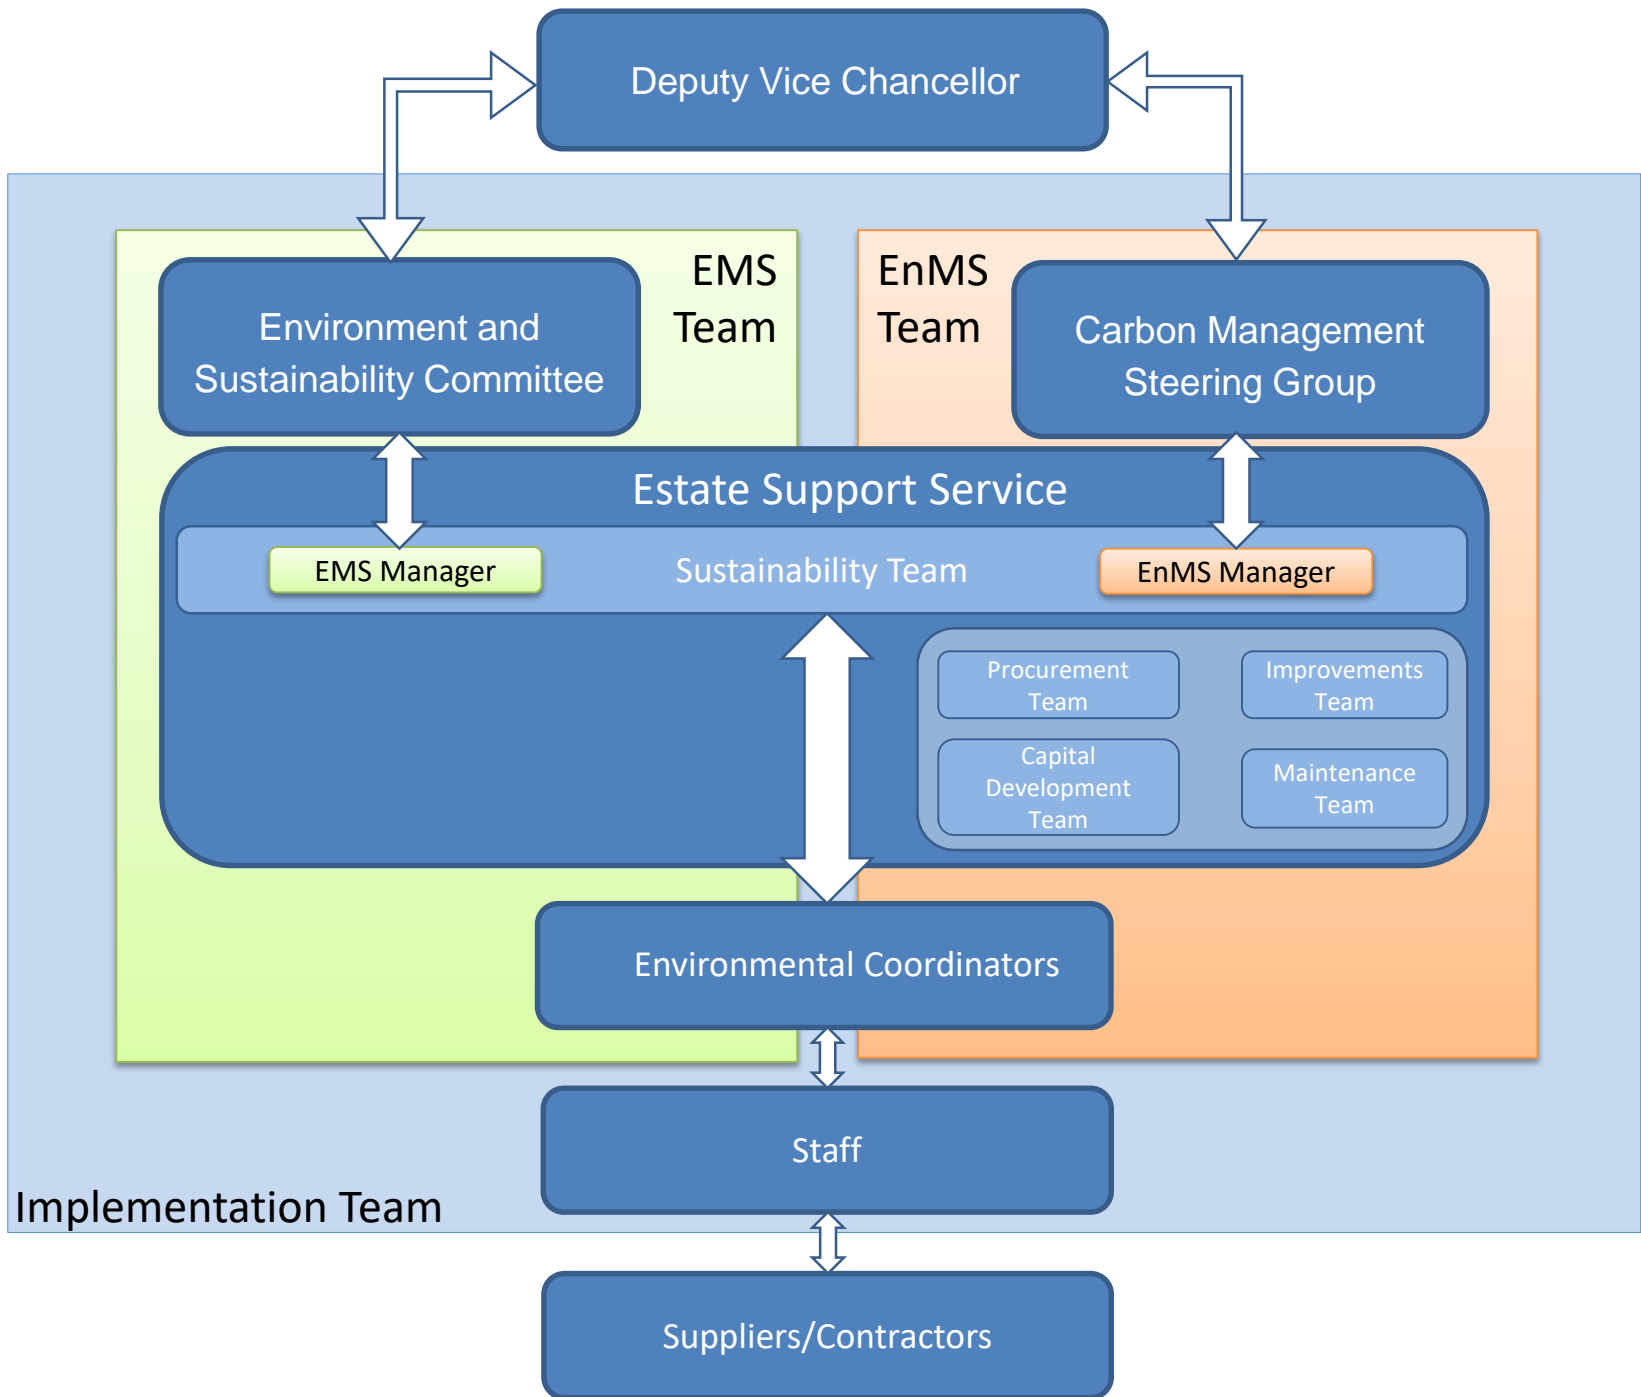 Deputy Vice Chancellor
EMS
Team
EnMS
Team
Environment and
Sustainability Committee
Carbon Management
Steering Group
Estate Support Service
EMS Manager
Sustainability Team
EnMS Manager
Procurement
Team
Improvements
Team
Capital
Development
Team
Maintenance
Team
Environmental Coordinators
Staff
Implementation Team
Suppliers/Contractors